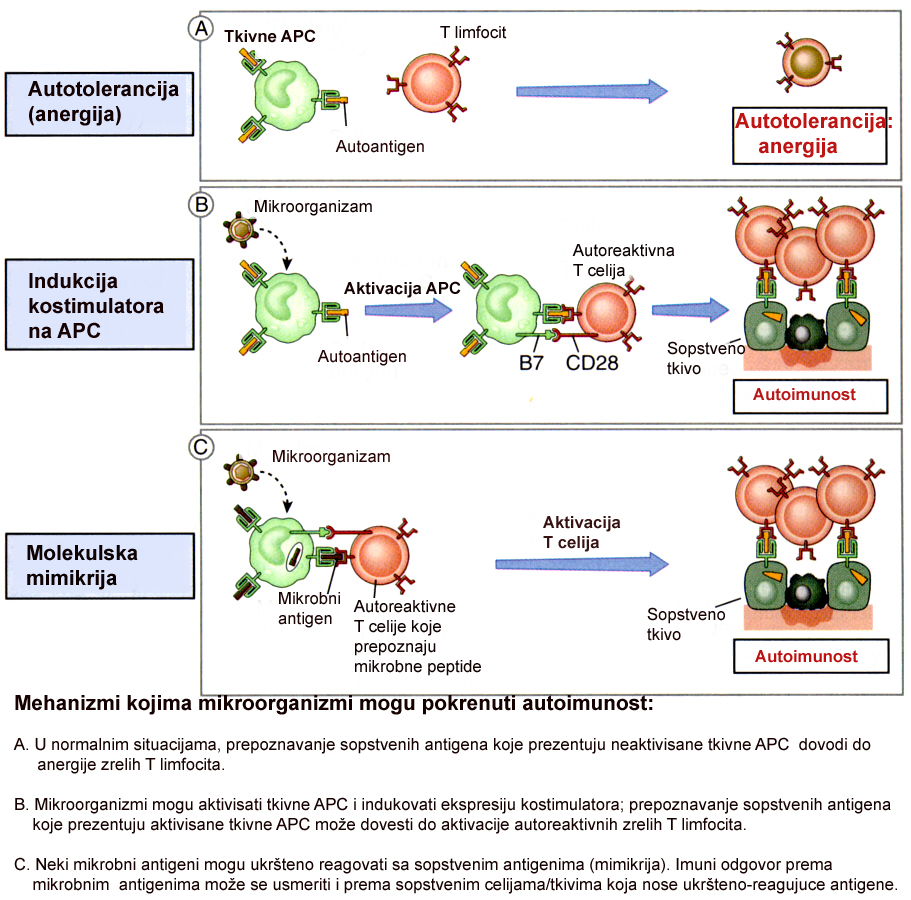 A
Tkivne APC
T limfocit
Autotolerancija
(anergija)
Autoantigen
Autotolerancija:
anergija
B
Mikroorganizam
Indukcija
kostimulatora
na APC
Aktivacija APC
Autoreaktivna
T celija
Autoantigen
B7
CD28
Sopstveno
tkivo
Autoimunost
C
Mikroorganizam
Molekulska
mimikrija
Mikrobni
antigen
Autoreaktivne
T celije koje
prepoznaju
mikrobne peptide
Aktivacija
T celija
Sopstveno
tkivo
Autoimunost
Mehanizmi kojima mikroorganizmi mogu pokrenuti autoimunost:
A. U normalnim situacijama, prepoznavanje sopstvenih antigena koje prezentuju neaktivisane tkivne APC dovodi do
anergije zrelih T limfocita.
B. Mikroorganizmi mogu aktivisati tkivne APC i indukovati ekspresiju kostimulatora; prepoznavanje sopstvenih antigena
koje prezentuju aktivisane tkivne APC može dovesti do aktivacije autoreaktivnih zrelih T limfocita.
C. Neki mikrobni antigeni mogu ukršteno reagovati sa sopstvenim antigenima (mimikrija). Imuni odgovor prema
mikrobnim antigenima može se usmeriti i prema sopstvenim celijama/tkivima koja nose ukršteno-reagujuce antigene.